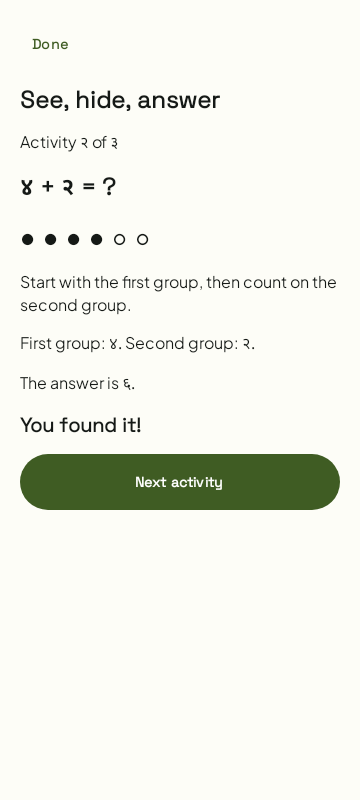 Done
See, hide, answer
Activity २ of ३
४ + २ = ?
Start with the first group, then count on the
second group.
First group: ४. Second group: २.
The answer is ६.
You found it!
Next activity